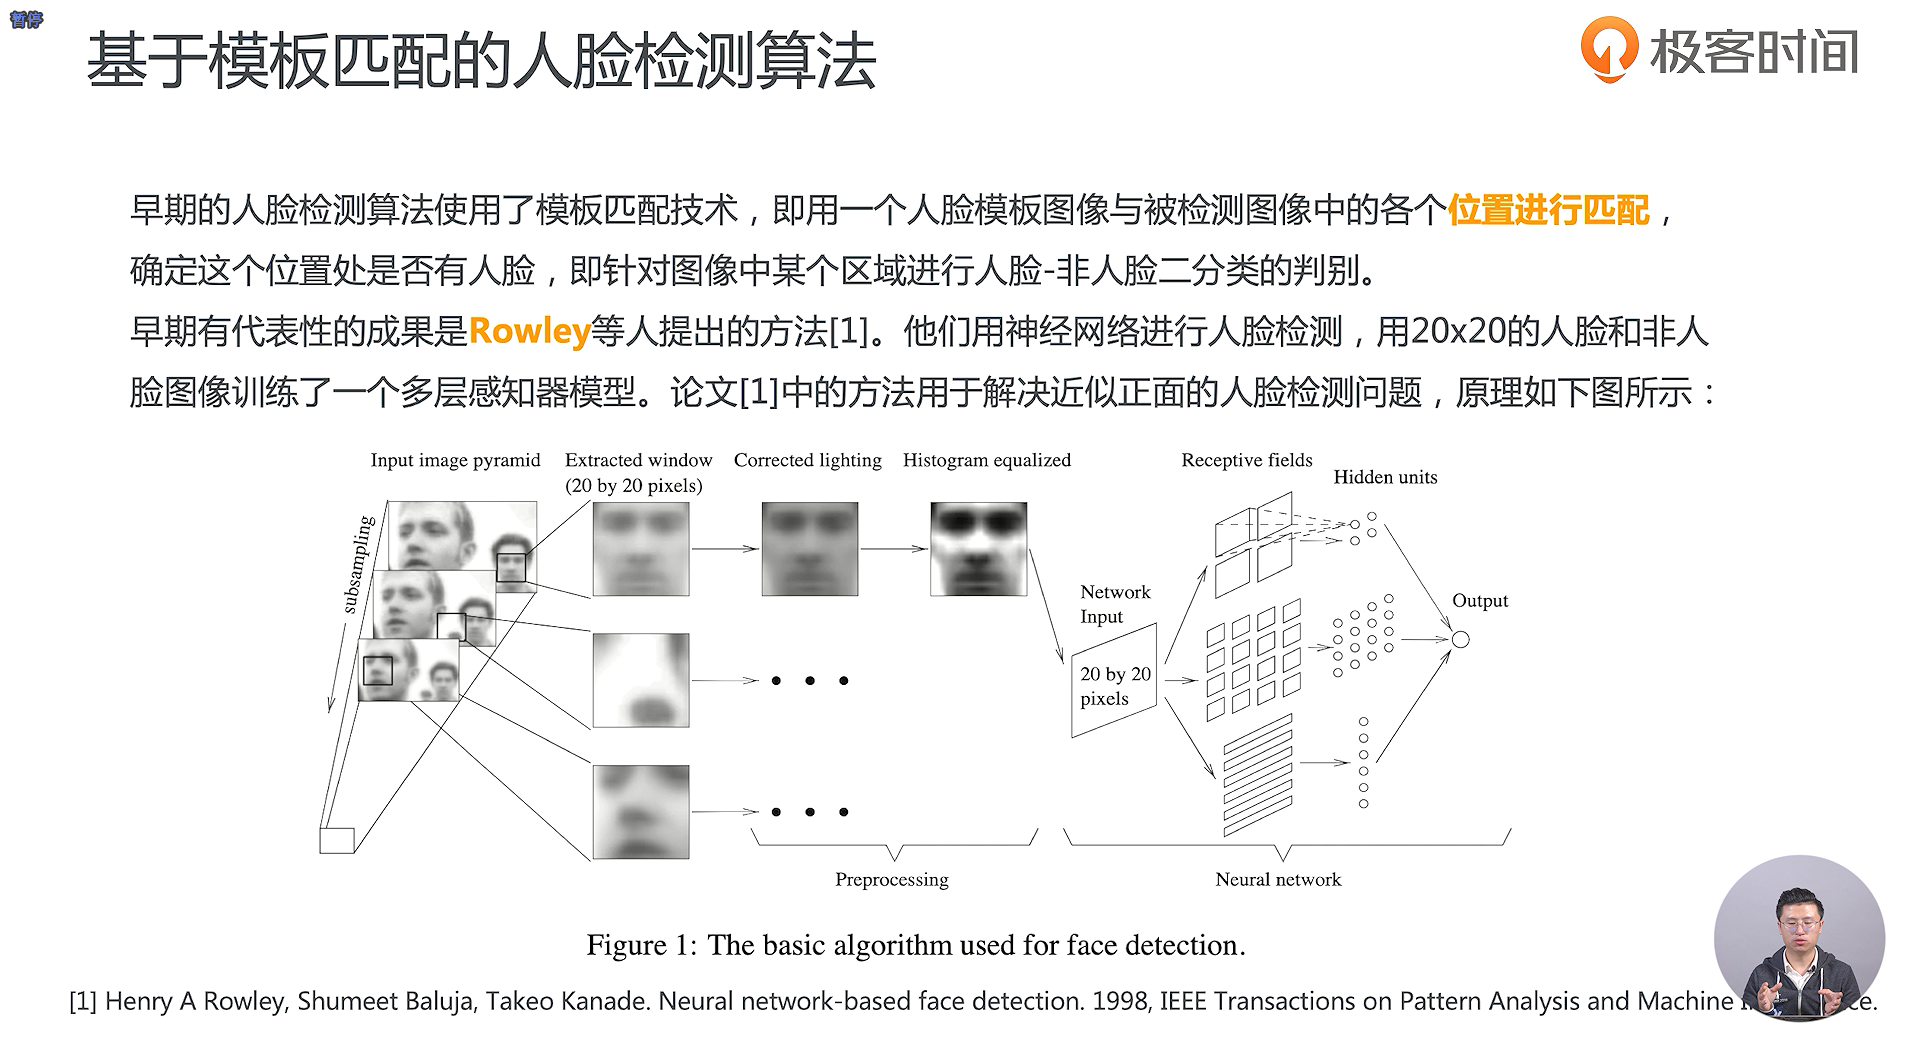 暂停
基于模板匹配的人脸检测算法
极客时间
早期的人脸检测算法使用了模板匹配技术，即用一个人脸模板图像与被检测图像中的各个位置进行匹配，
确定这个位置处是否有人脸，即针对图像中某个区域进行人脸-非人脸二分类的判别。
早期有代表性的成果是Rowley等人提出的方法[1]。他们用神经网络进行人脸检测，用20x20的人脸和非人
脸图像训练了一个多层感知器模型。论文[1]中的方法用于解决近似正面的人脸检测问题，原理如下图所示：
Input image pyramid
Extracted window
(20 by 20 pixels)
Corrected lighting
Histogram equalized
Receptive fields
Hidden units
subsampling
Network
Input
20 by 20
pixels
Output
Preprocessing
Neural network
Figure 1: The basic algorithm used for face detection.
[1] Henry A Rowley, Shumeet Baluja, Takeo Kanade. Neural network-based face detection. 1998, IEEE Transactions on Pattern Analysis and Machine